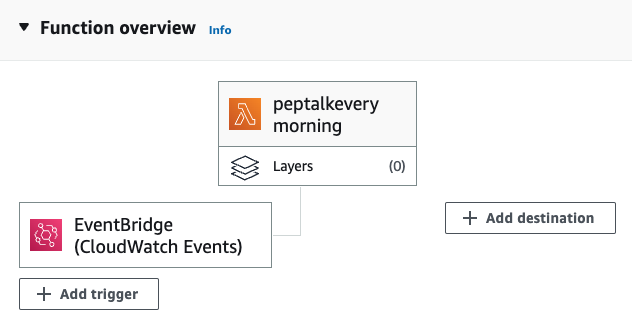 Function overview Info
peptalkevery
morning
Layers (0)
EventBridge
(CloudWatch Events)
Add destination
Add trigger